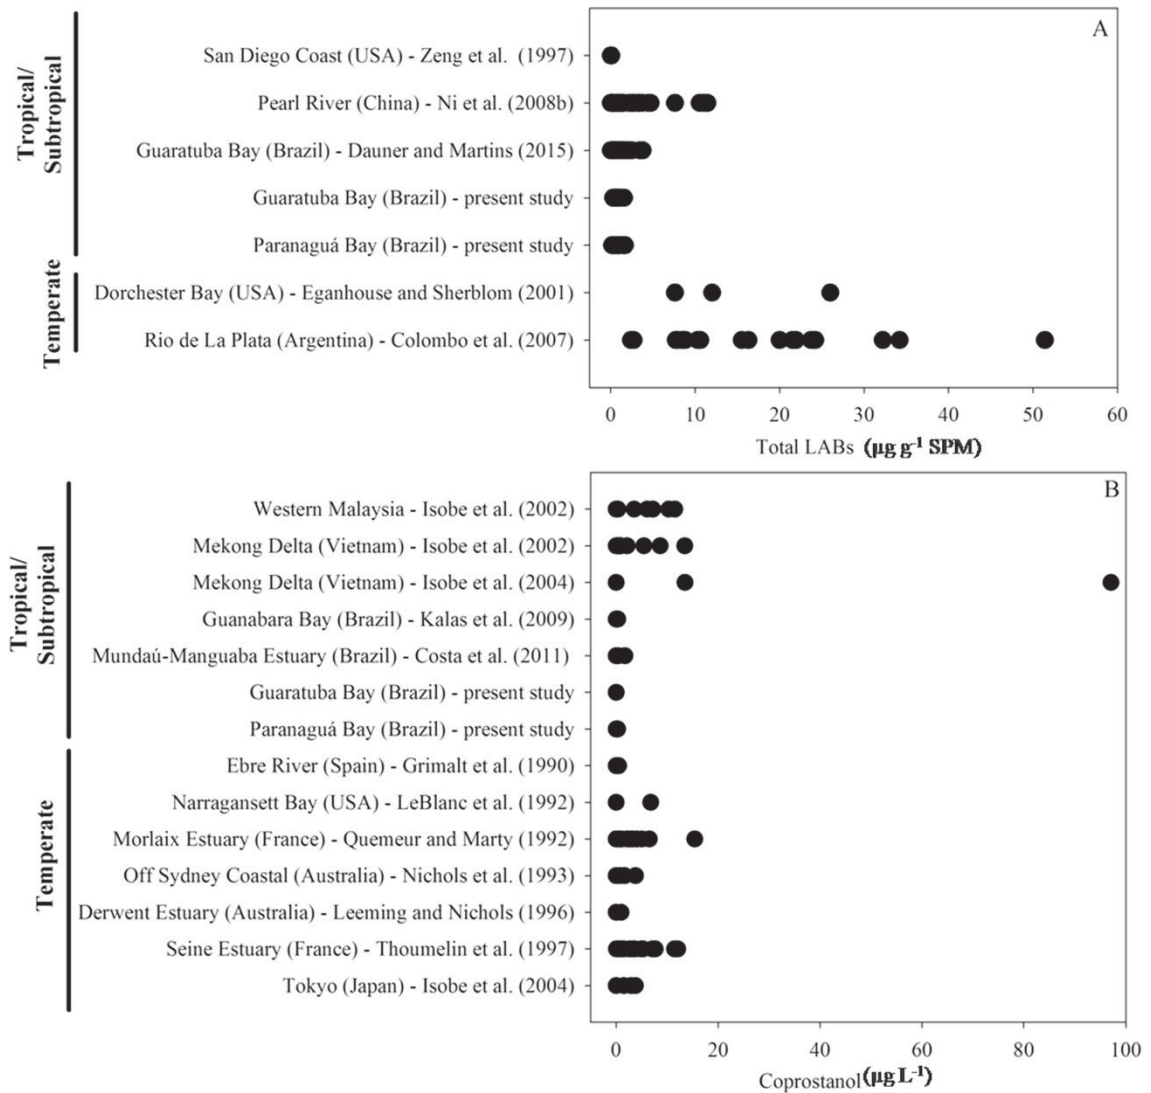 A
Tropical/
Subtropical
San Diego Coast (USA) - Zeng et al. (1997)
Pearl River (China) - Ni et al. (2008b)
Guaratuba Bay (Brazil) - Dauner and Martins (2015)
Guaratuba Bay (Brazil) - present study
Paranaguá Bay (Brazil) - present study
Temperate
Dorchester Bay (USA) - Eganhouse and Sherblom (2001)
Rio de La Plata (Argentina) - Colombo et al. (2007)
0 10 20 30 40 50 60
Total LABs (µg g-1 SPM)
B
Tropical/
Subtropical
Western Malaysia - Isobe et al. (2002)
Mekong Delta (Vietnam) - Isobe et al. (2002)
Mekong Delta (Vietnam) - Isobe et al. (2004)
Guanabara Bay (Brazil) - Kalas et al. (2009)
Mundaú-Manguaba Estuary (Brazil) - Costa et al. (2011)
Guaratuba Bay (Brazil) - present study
Paranaguá Bay (Brazil) - present study
Temperate
Ebre River (Spain) - Grimalt et al. (1990)
Narragansett Bay (USA) - LeBlanc et al. (1992)
Morlaix Estuary (France) - Quemeur and Marty (1992)
Off Sydney Coastal (Australia) - Nichols et al. (1993)
Derwent Estuary (Australia) - Leeming and Nichols (1996)
Seine Estuary (France) - Thoumelin et al. (1997)
Tokyo (Japan) - Isobe et al. (2004)
0 20 40 60 80 100
Coprostanol (µg L-1)